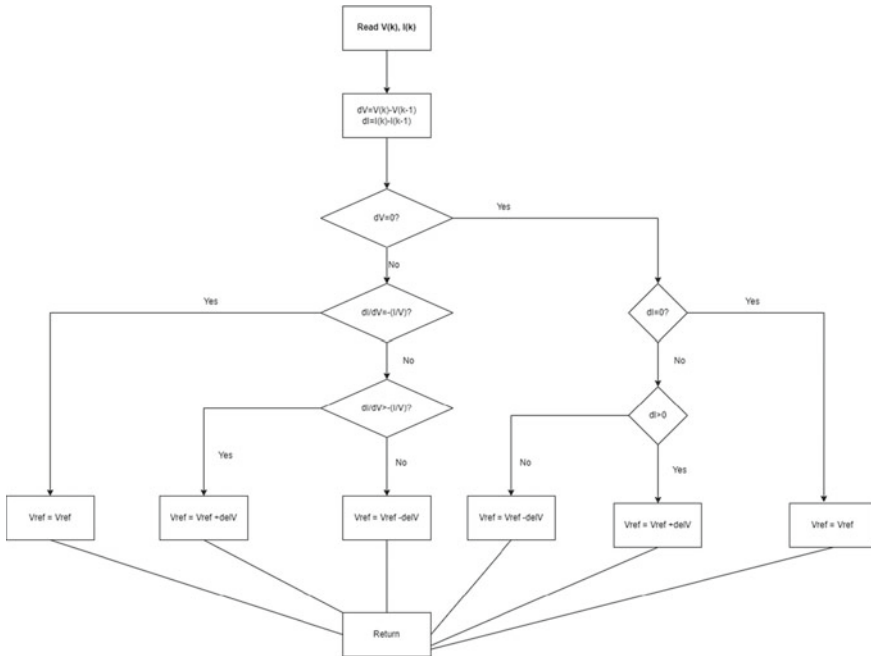 Read V(k), I(k)
dV=V(k)-V(k-1)
dI=I(k)-I(k-1)
dV=0?
Yes
No
Yes
dI/dV=-(I/V)?
dI=0?
Yes
No
No
dI/dV>-(I/V)?
dI>0
Yes
No
No
Yes
Vref = Vref
Vref = Vref +delV
Vref = Vref -delV
Vref = Vref -delV
Vref = Vref +delV
Vref = Vref
Return